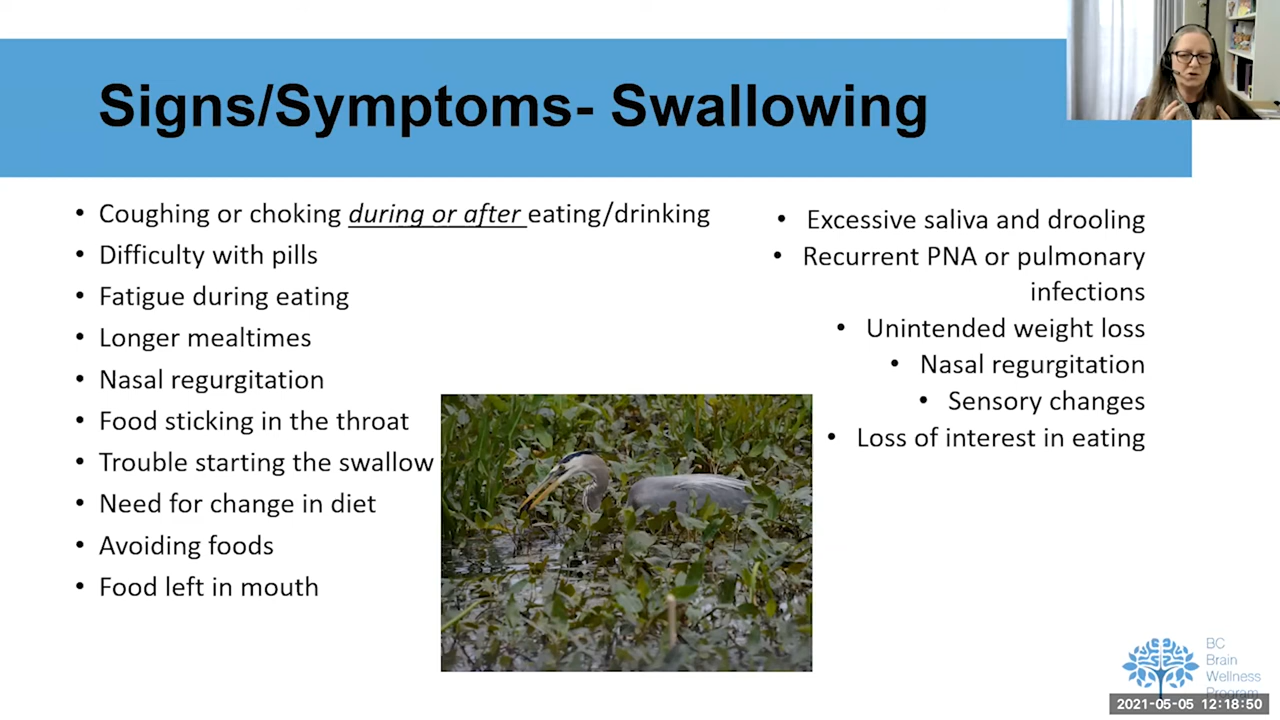 Signs/Symptoms- Swallowing
• Coughing or choking during or after eating/drinking
• Difficulty with pills
• Fatigue during eating
• Longer mealtimes
• Nasal regurgitation
• Food sticking in the throat
• Trouble starting the swallow
• Need for change in diet
• Avoiding foods
• Food left in mouth
• Excessive saliva and drooling
• Recurrent PNA or pulmonary
infections
• Unintended weight loss
• Nasal regurgitation
• Sensory changes
• Loss of interest in eating
BC
Brain
Wellness
Program
2021-05-05 12:18:50